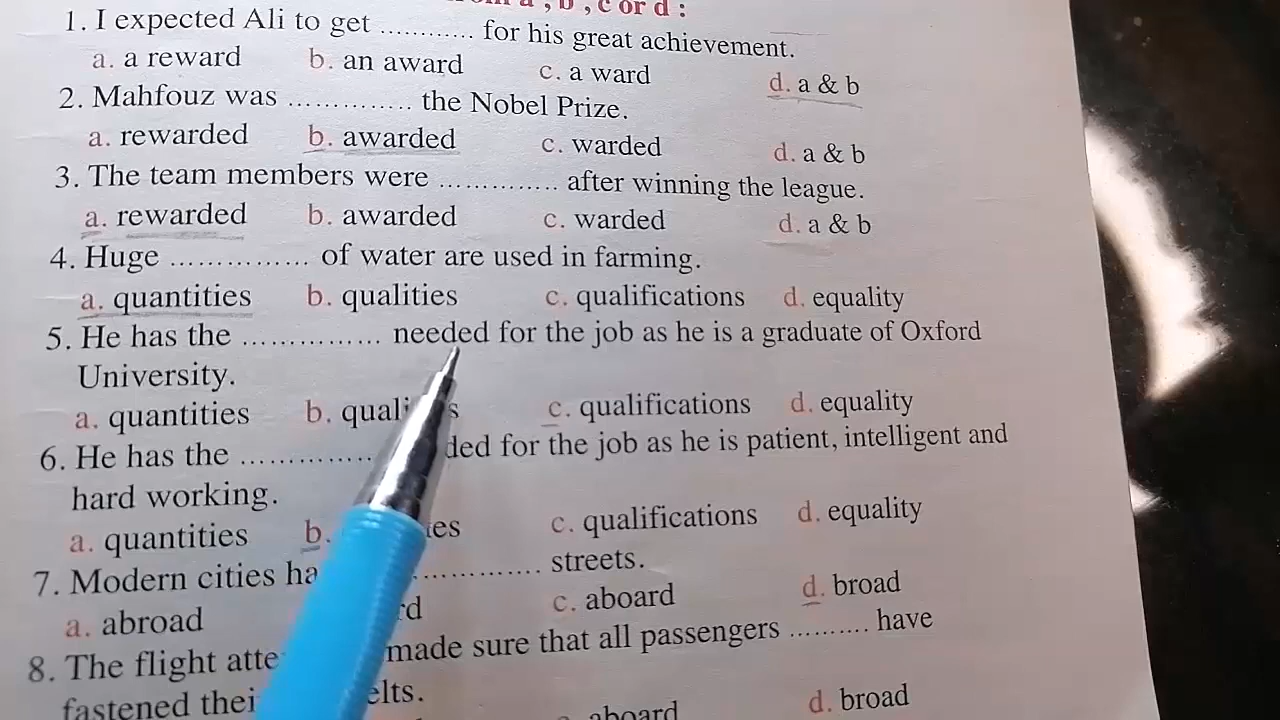 a , b , c or d :
1. I expected Ali to get ............ for his great achievement.
a. a reward b. an award c. a ward d. a & b
2. Mahfouz was .............. the Nobel Prize.
a. rewarded b. awarded c. warded d. a & b
3. The team members were .............. after winning the league.
a. rewarded b. awarded c. warded d. a & b
4. Huge ................ of water are used in farming.
a. quantities b. qualities c. qualifications d. equality
5. He has the ................ needed for the job as he is a graduate of Oxford
University.
a. quantities b. c. qualifications d. equality
6. He has the ................ for the job as he is patient, intelligent and
hard working.
a. quantities b. c. qualifications d. equality
7. Modern cities .............. streets.
a. abroad c. aboard d. broad
8. The flight made sure that all passengers .......... have
fastened
aboard d. broad